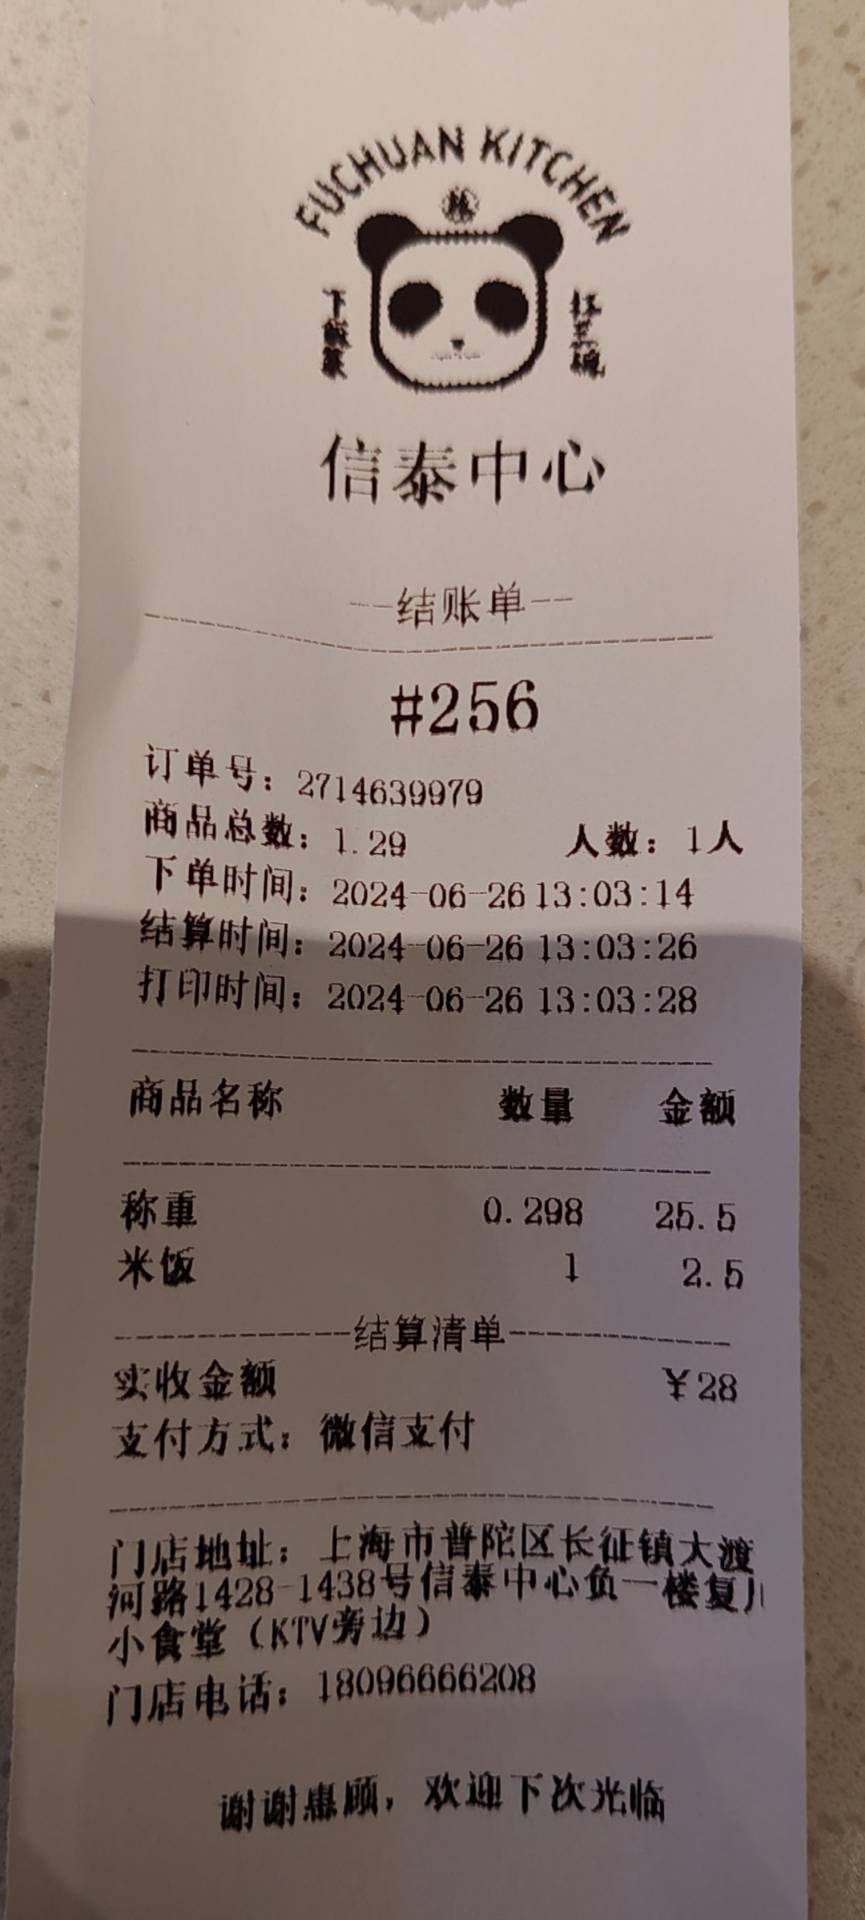 FUCHUAN KITCHEN
信泰中心
--结账单--
#256
订单号：2714639979
商品总数：1.29 人数：1人
下单时间：2024-06-26 13:03:14
结算时间：2024-06-26 13:03:26
打印时间：2024-06-26 13:03:28
商品名称 数量 金额
称重 0.298 25.5
米饭 1 2.5
结算清单
实收金额 ¥28
支付方式：微信支付
门店地址：上海市普陀区长征镇大渡
河路1428-1438号信泰中心负一楼复川
小食堂（KTV旁边）
门店电话：18096666208
谢谢惠顾，欢迎下次光临